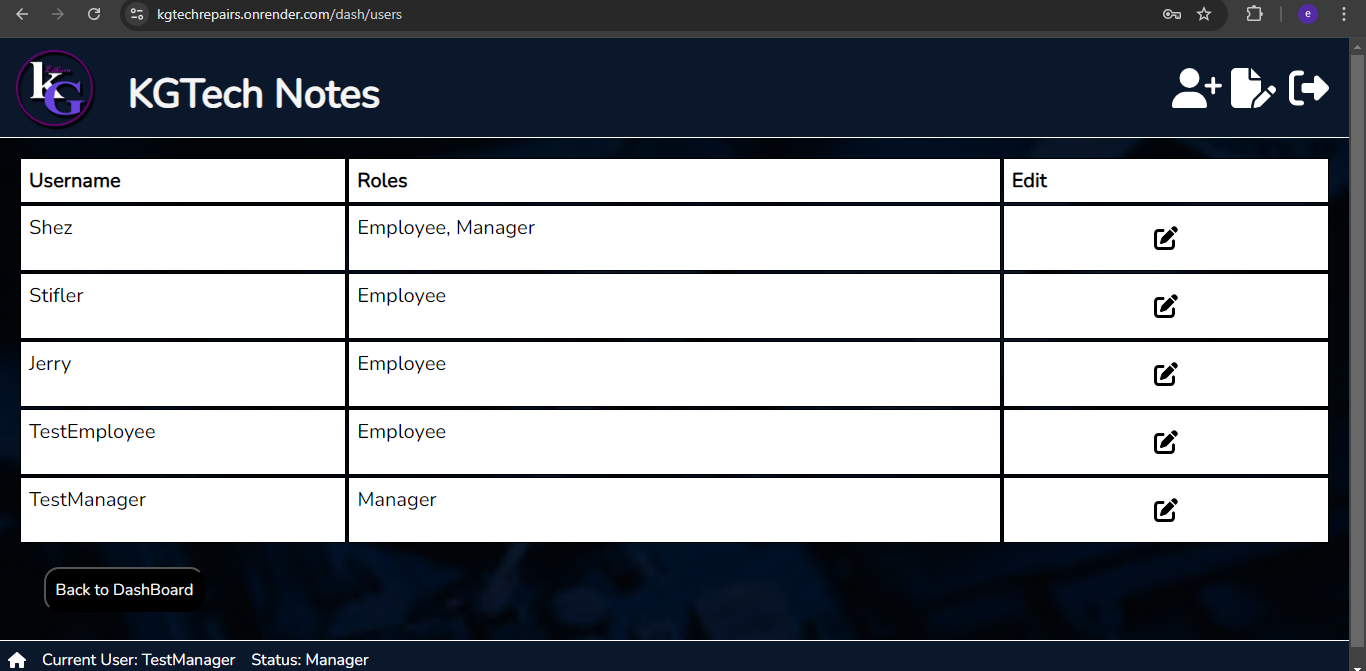 kgtechrepairs.onrender.com/dash/users
e
KG
KGTech Notes
Username Roles Edit
Shez Employee, Manager
Stifler Employee
Jerry Employee
TestEmployee Employee
TestManager Manager
Back to DashBoard
Current User: TestManager Status: Manager